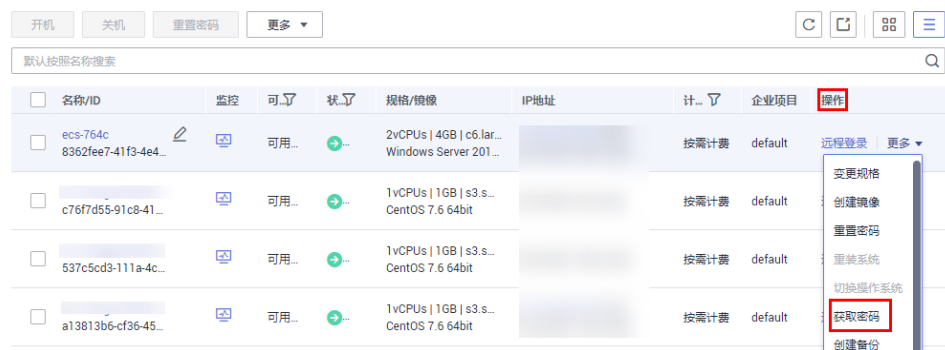 开机 关机 重置密码 更多
默认按照名称搜索
名称/ID 监控 可... 状... 规格/镜像 IP地址 计... 企业项目 操作
ecs-764c 2vCPUs | 4GB | c6.lar...
8362fee7-41f3-4e4... 可用... Windows Server 201... 按需计费 default 远程登录 更多
1vCPUs | 1GB | s3.s...
c76f7d55-91c8-41... 可用... CentOS 7.6 64bit 按需计费 default
1vCPUs | 1GB | s3.s...
537c5cd3-111a-4c... 可用... CentOS 7.6 64bit 按需计费 default
1vCPUs | 1GB | s3.s...
a13813b6-cf36-45... 可用... CentOS 7.6 64bit 按需计费 default
变更规格
创建镜像
重置密码
重装系统
切换操作系统
获取密码
创建备份